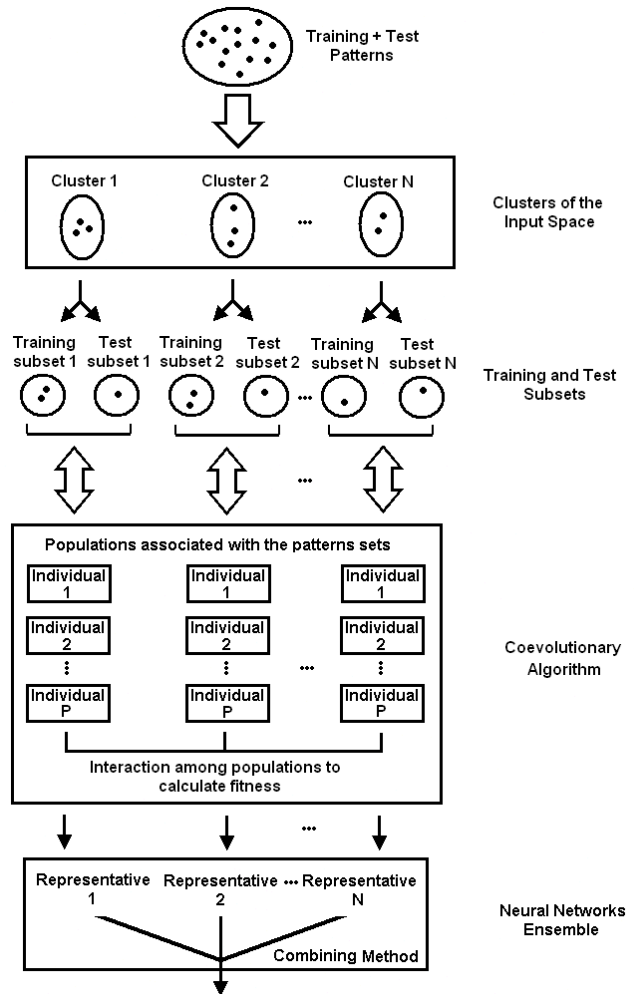 Training + Test
Patterns
Cluster 1 Cluster 2 Cluster N
...
Clusters of the
Input Space
Training subset 1 Test subset 1 Training subset 2 Test subset 2 ... Training subset N Test subset N
Training and Test
Subsets
...
Populations associated with the patterns sets
Individual 1 Individual 1 Individual 1
Individual 2 Individual 2 Individual 2
...
Individual P Individual P Individual P
Interaction among populations to
calculate fitness
Coevolutionary
Algorithm
...
Representative 1 Representative 2 ... Representative N
Combining Method
Neural Networks
Ensemble